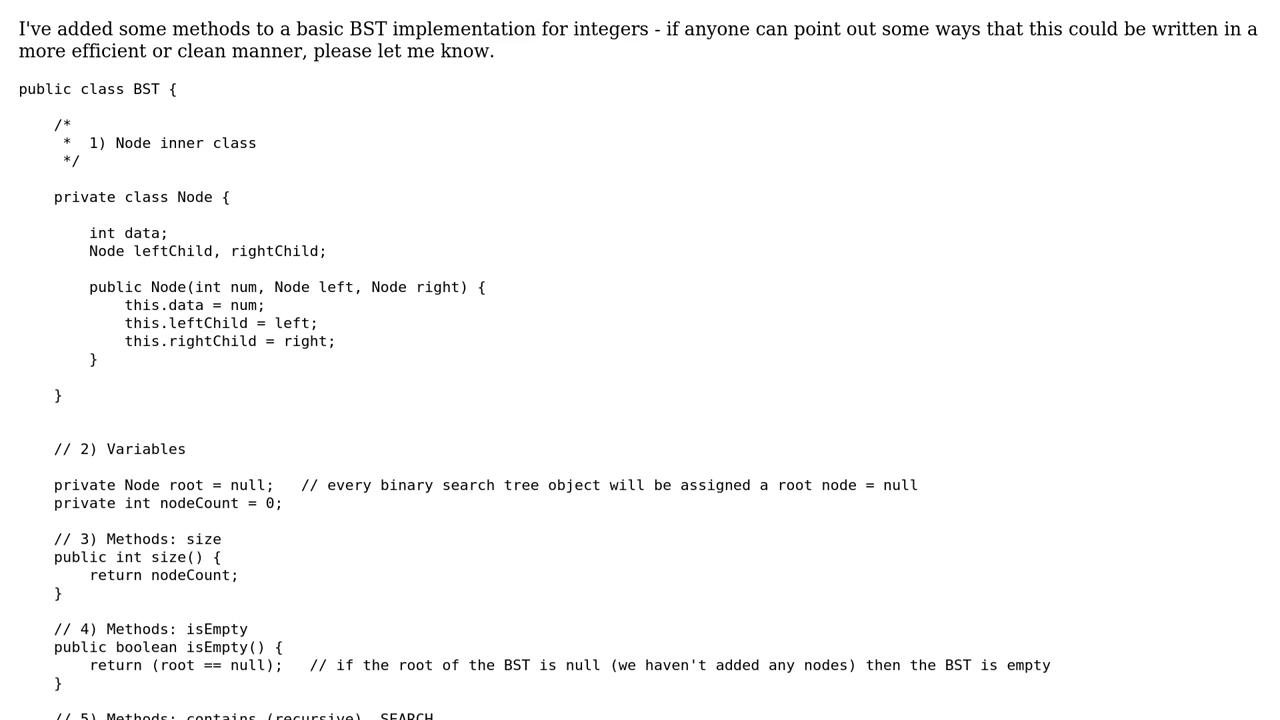 I've added some methods to a basic BST implementation for integers - if anyone can point out some ways that this could be written in a
more efficient or clean manner, please let me know.
public class BST {
/*
*  1) Node inner class
*/
private class Node {
int data;
Node leftChild, rightChild;
public Node(int num, Node left, Node right) {
this.data = num;
this.leftChild = left;
this.rightChild = right;
}
}
// 2) Variables
private Node root = null;   // every binary search tree object will be assigned a root node = null
private int nodeCount = 0;
// 3) Methods: size
public int size() {
return nodeCount;
}
// 4) Methods: isEmpty
public boolean isEmpty() {
return (root == null);   // if the root of the BST is null (we haven't added any nodes) then the BST is empty
}
// 5) Methods: contains (recursive)  SEARCH